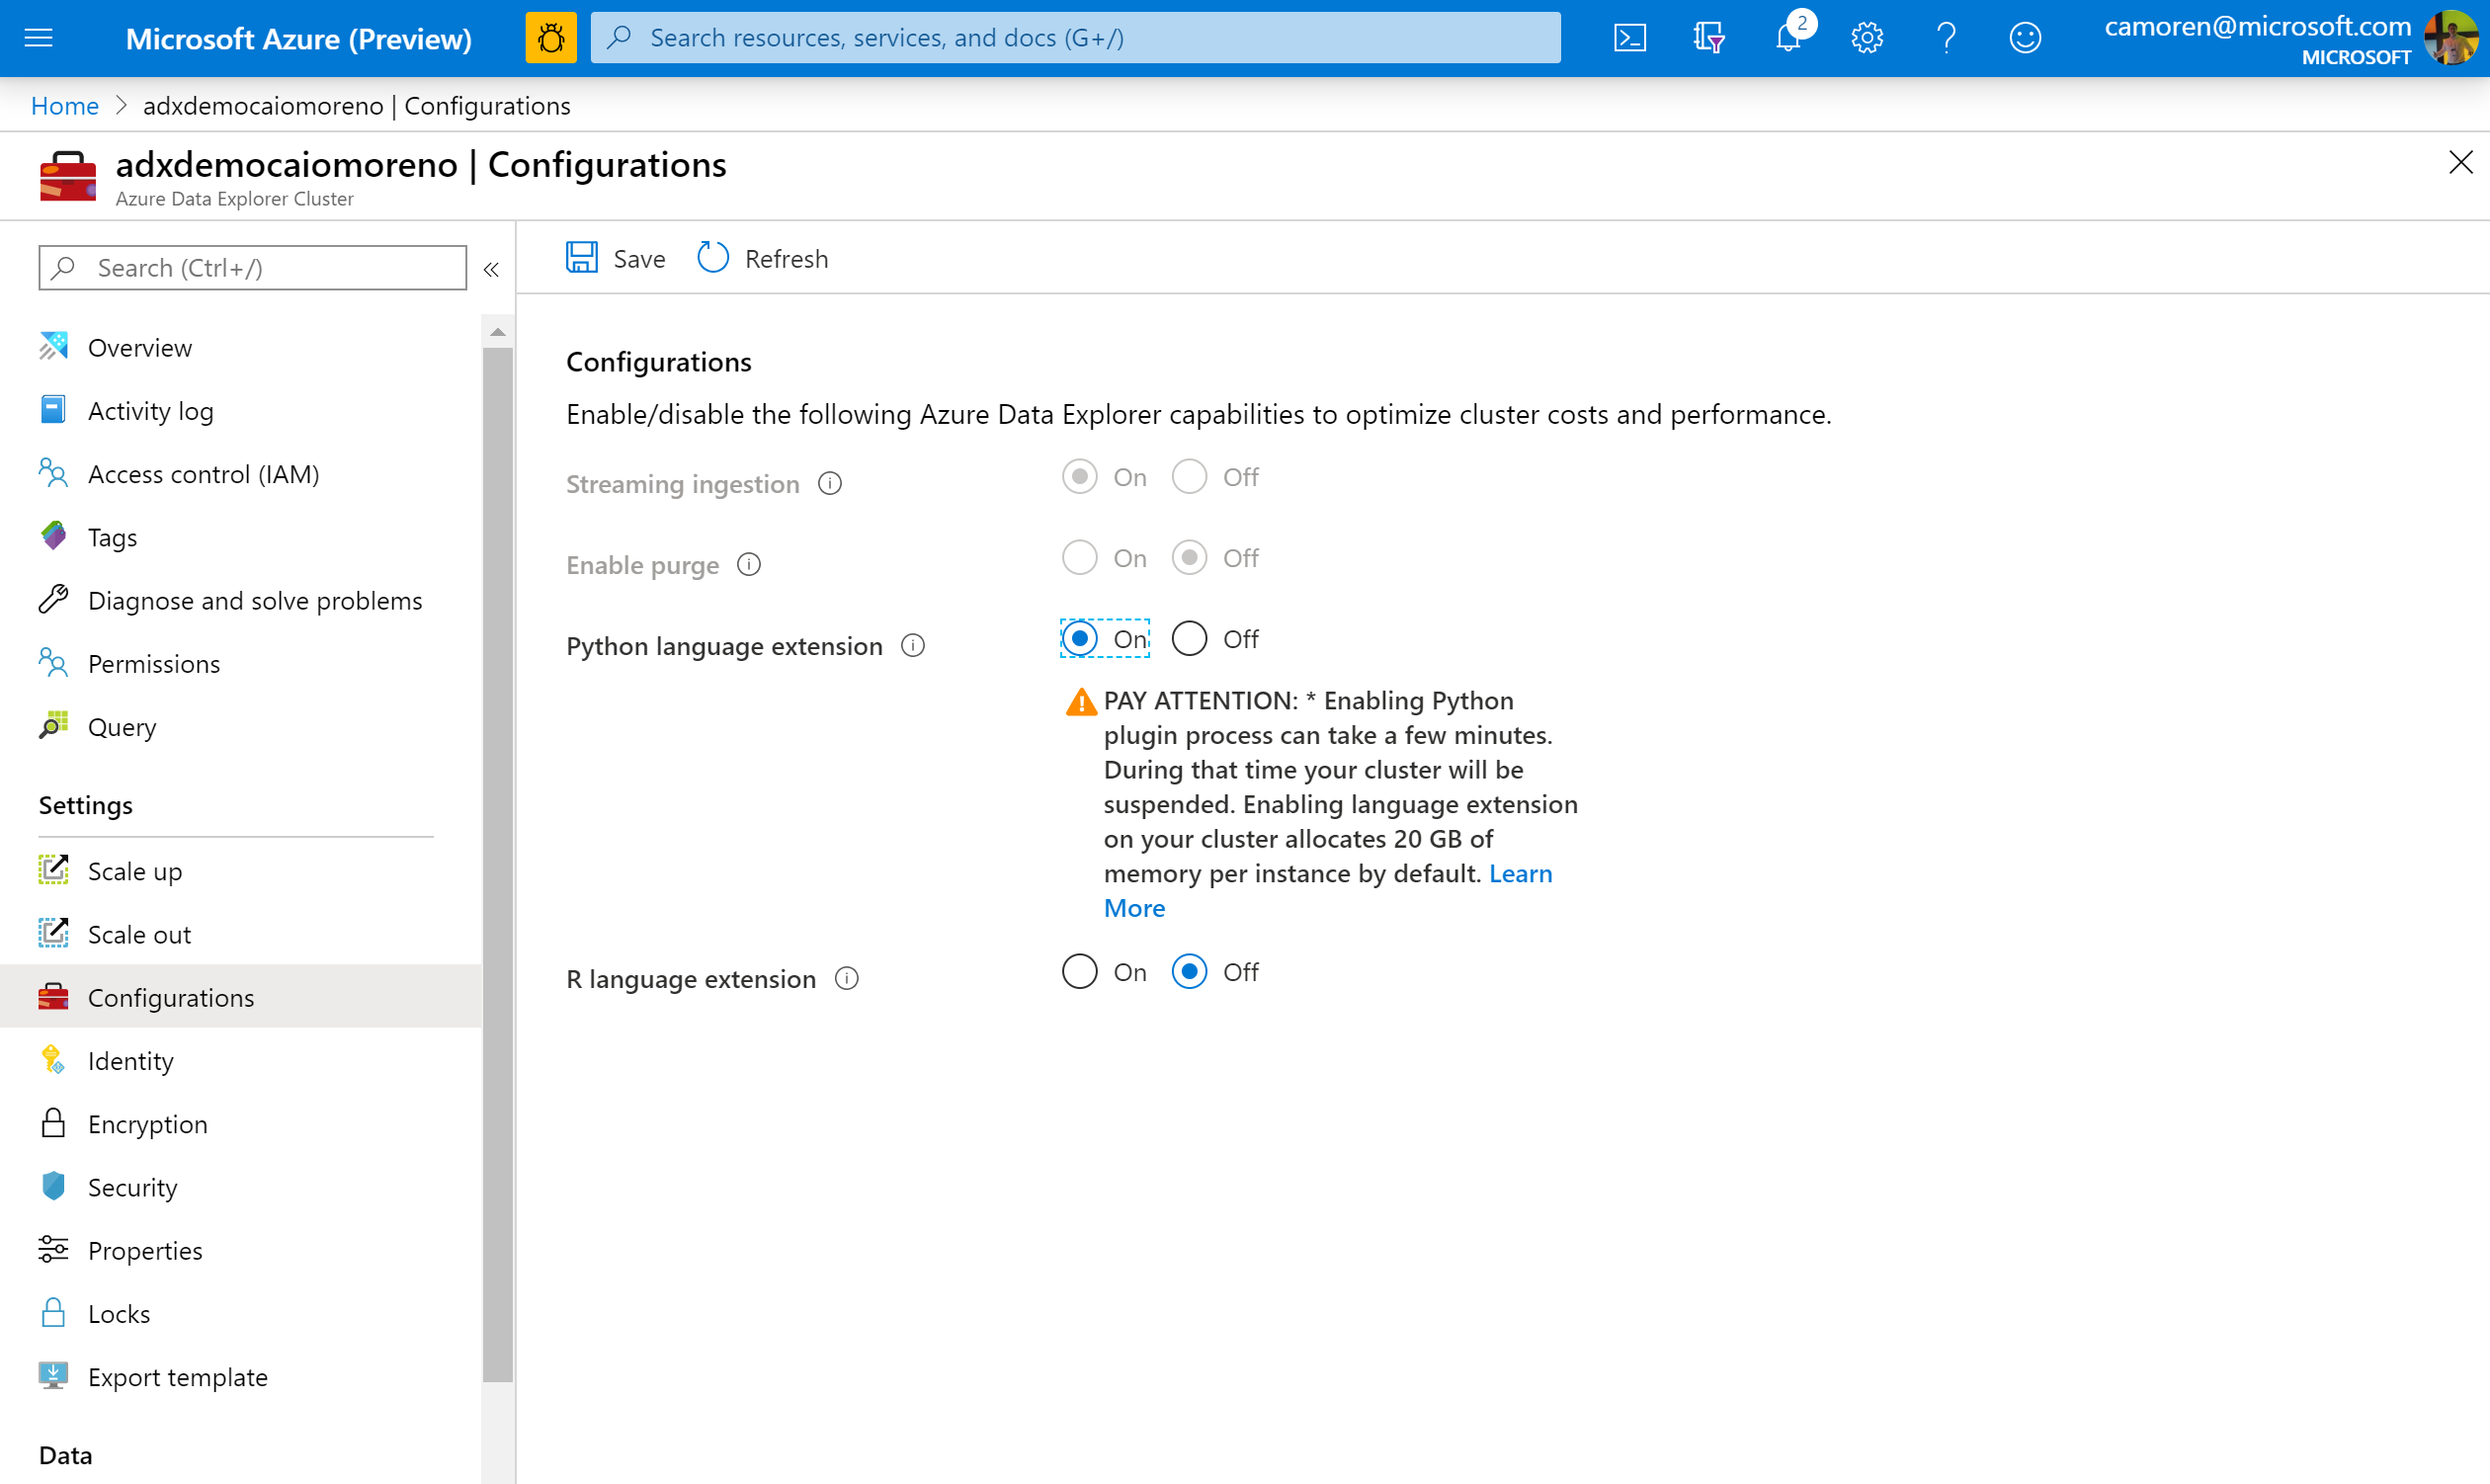 Microsoft Azure (Preview)
Search resources, services, and docs (G+/)
2
camoren@microsoft.com
MICROSOFT
Home > adxdemocaiomoreno | Configurations
adxdemocaiomoreno | Configurations
Azure Data Explorer Cluster
Search (Ctrl+/)
«
Overview
Activity log
Access control (IAM)
Tags
Diagnose and solve problems
Permissions
Query
Settings
Scale up
Scale out
Configurations
Identity
Encryption
Security
Properties
Locks
Export template
Data
Save
Refresh
Configurations
Enable/disable the following Azure Data Explorer capabilities to optimize cluster costs and performance.
Streaming ingestion On Off
Enable purge On Off
Python language extension On Off
PAY ATTENTION: * Enabling Python
plugin process can take a few minutes.
During that time your cluster will be
suspended. Enabling language extension
on your cluster allocates 20 GB of
memory per instance by default. Learn
More
R language extension On Off